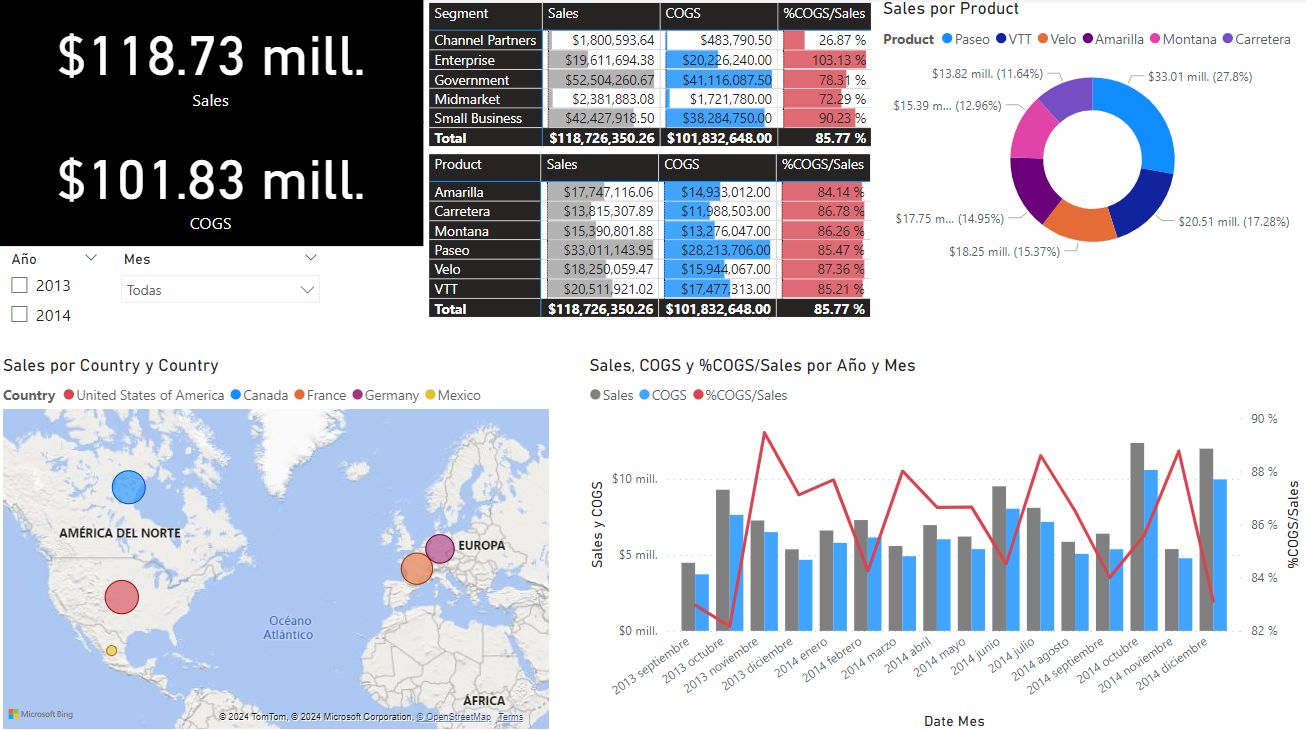 $118.73 mill.
Sales
$101.83 mill.
COGS
Año
Mes
2013
Todas
2014
Segment Sales COGS %COGS/Sales
Channel Partners $1,800,593.64 $483,790.50 26.87 %
Enterprise $19,611,694.38 $20,226,240.00 103.13 %
Government $52,504,260.67 $41,116,087.50 78.31 %
Midmarket $2,381,883.08 $1,721,780.00 72.29 %
Small Business $42,427,918.50 $38,284,750.00 90.23 %
Total $118,726,350.26 $101,832,648.00 85.77 %
Product Sales COGS %COGS/Sales
Amarilla $17,747,116.06 $14,933,012.00 84.14 %
Carretera $13,815,307.89 $11,988,503.00 86.78 %
Montana $15,390,801.88 $13,276,047.00 86.26 %
Paseo $33,011,143.95 $28,213,706.00 85.47 %
Velo $18,250,059.47 $15,944,067.00 87.36 %
VTT $20,511,921.02 $17,477,313.00 85.21 %
Total $118,726,350.26 $101,832,648.00 85.77 %
Sales por Product
Product Paseo VTT Velo Amarilla Montana Carretera
$13.82 mill. (11.64%)
$33.01 mill. (27.8%)
$15.39 m... (12.96%)
$17.75 m... (14.95%)
$20.51 mill. (17.28%)
$18.25 mill. (15.37%)
Sales por Country y Country
Country United States of America Canada France Germany Mexico
AMÉRICA DEL NORTE
EUROPA
Océano
Atlántico
ÁFRICA
Microsoft Bing
© 2024 TomTom, © 2024 Microsoft Corporation, © OpenStreetMap Terms
Sales, COGS y %COGS/Sales por Año y Mes
Sales COGS %COGS/Sales
90 %
$10 mill.
88 %
86 %
$5 mill.
84 %
$0 mill.
82 %
Sales y COGS
%COGS/Sales
2013 septiembre
2013 octubre
2013 noviembre
2013 diciembre
2014 enero
2014 febrero
2014 marzo
2014 abril
2014 mayo
2014 junio
2014 julio
2014 agosto
2014 septiembre
2014 octubre
2014 noviembre
2014 diciembre
Date Mes